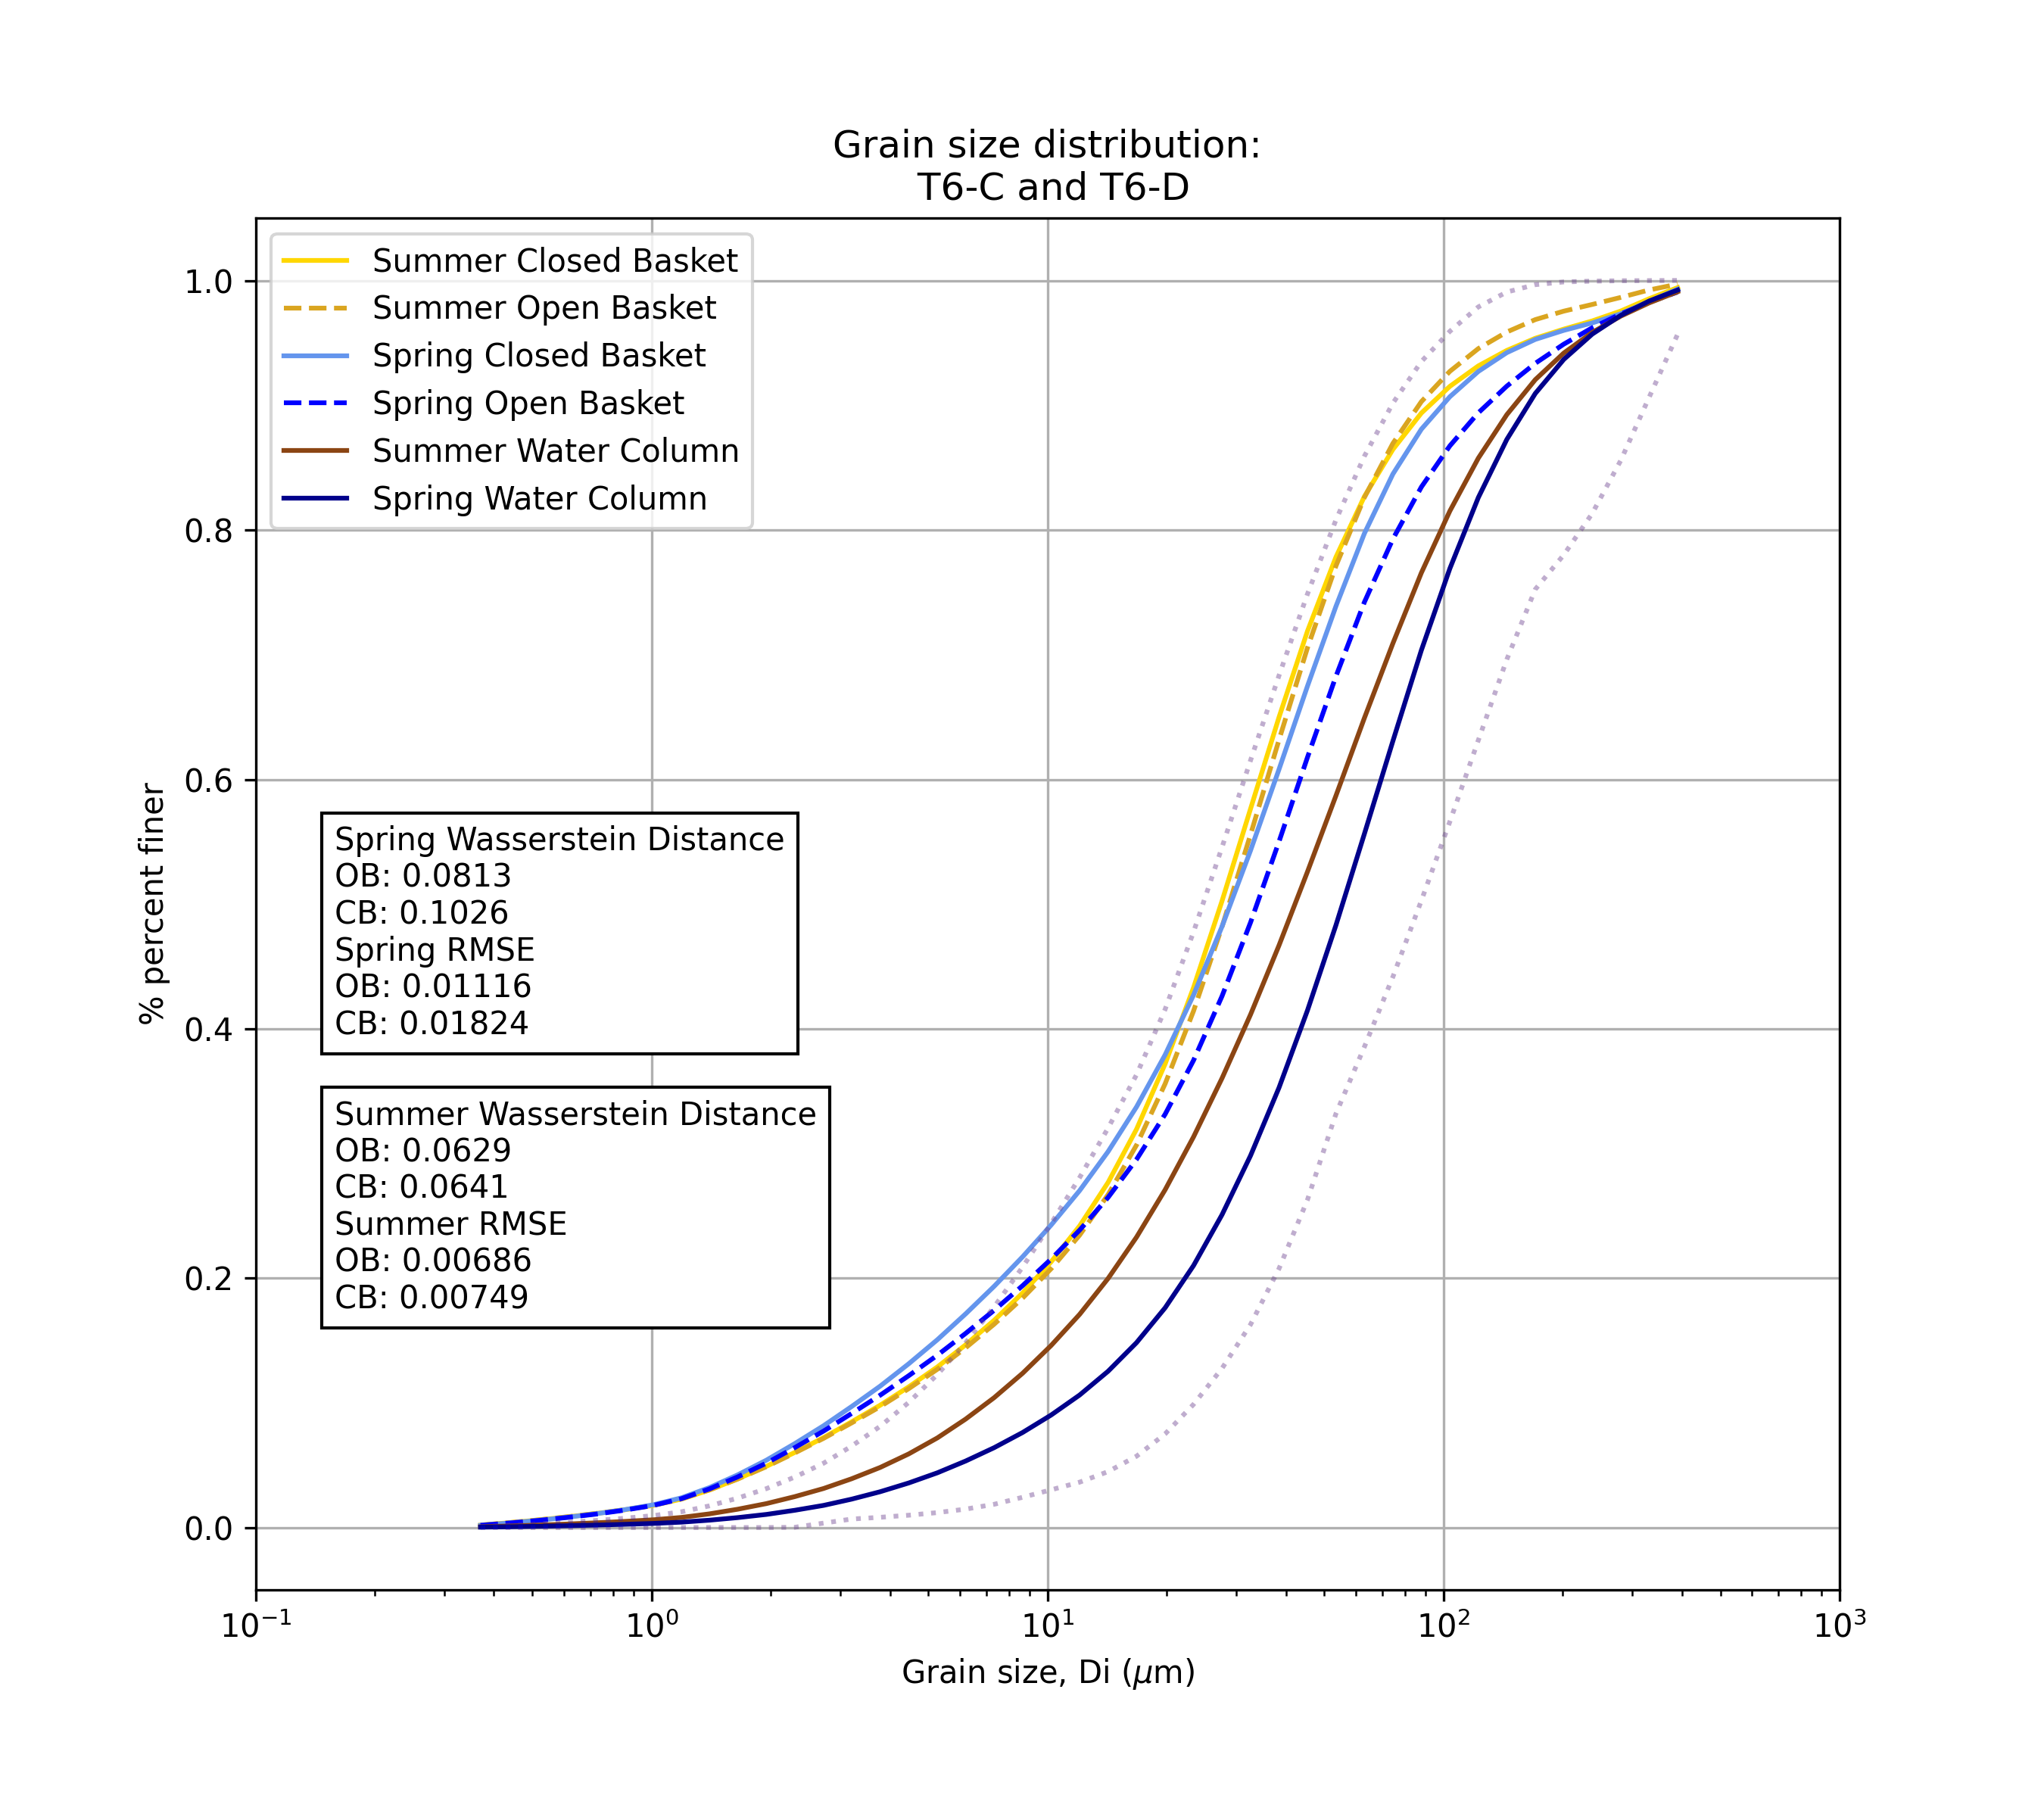 Grain size distribution:
T6-C and T6-D
Summer Closed Basket
Summer Open Basket
Spring Closed Basket
Spring Open Basket
Summer Water Column
Spring Water Column
1.0
0.8
0.6
0.4
0.2
0.0
% percent finer
Spring Wasserstein Distance
OB: 0.0813
CB: 0.1026
Spring RMSE
OB: 0.01116
CB: 0.01824
Summer Wasserstein Distance
OB: 0.0629
CB: 0.0641
Summer RMSE
OB: 0.00686
CB: 0.00749
10⁻¹ 10⁰ 10¹ 10² 10³
Grain size, Di (μm)